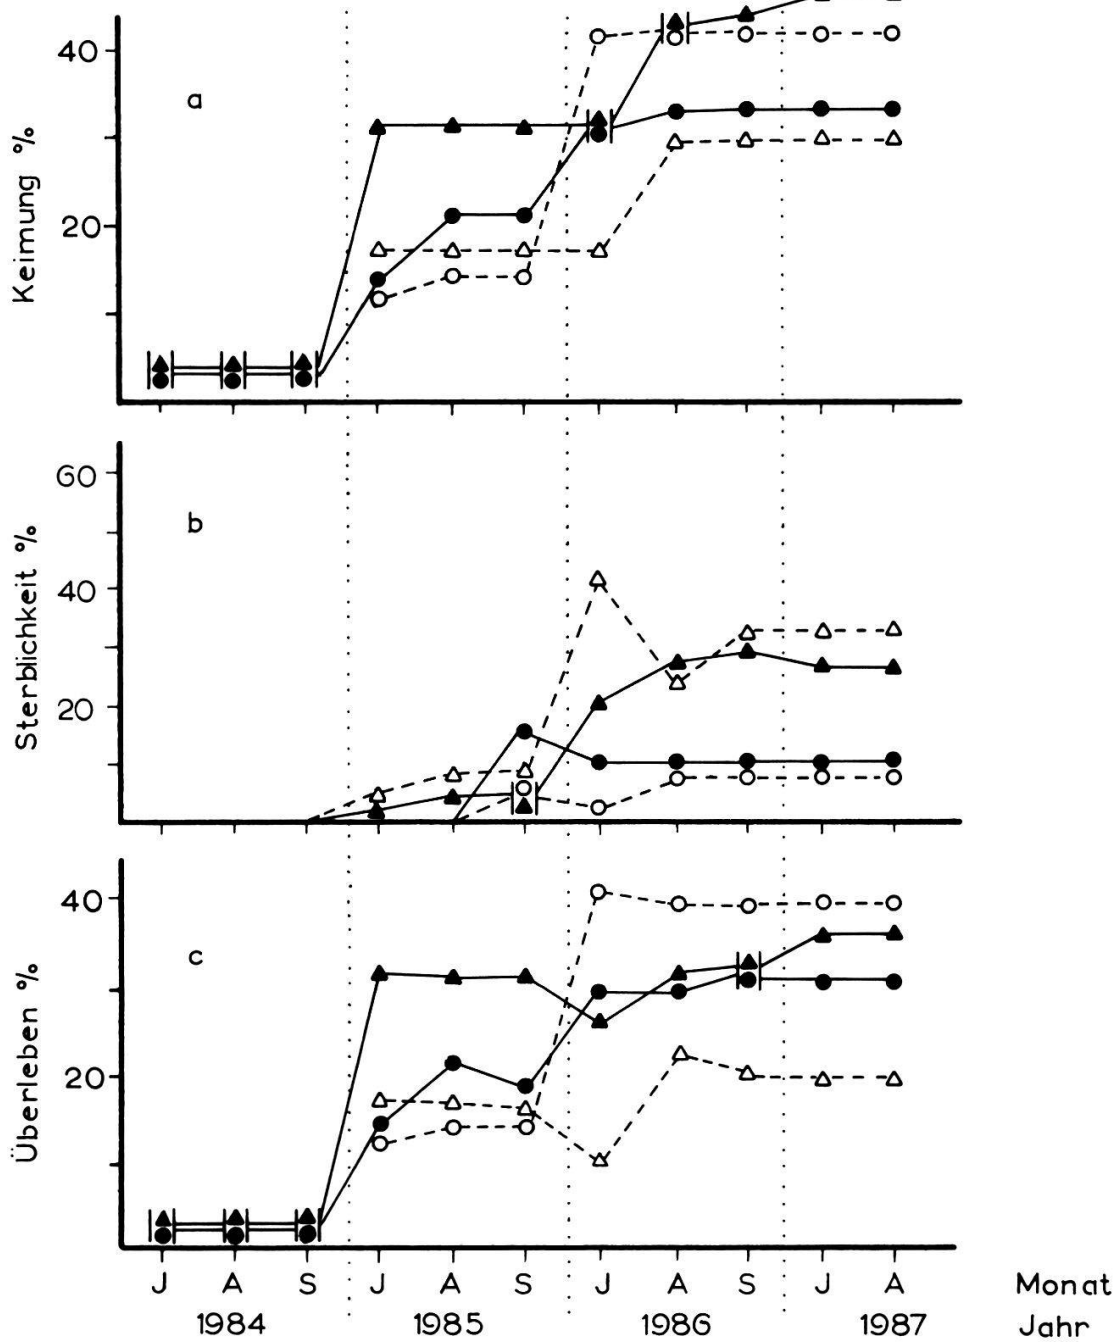 40
a
20
Keimung %
60
b
40
20
Sterblichkeit %
40
c
20
Überleben %
J A S J A S J A S J A Monat
1984 1985 1986 1987 Jahr